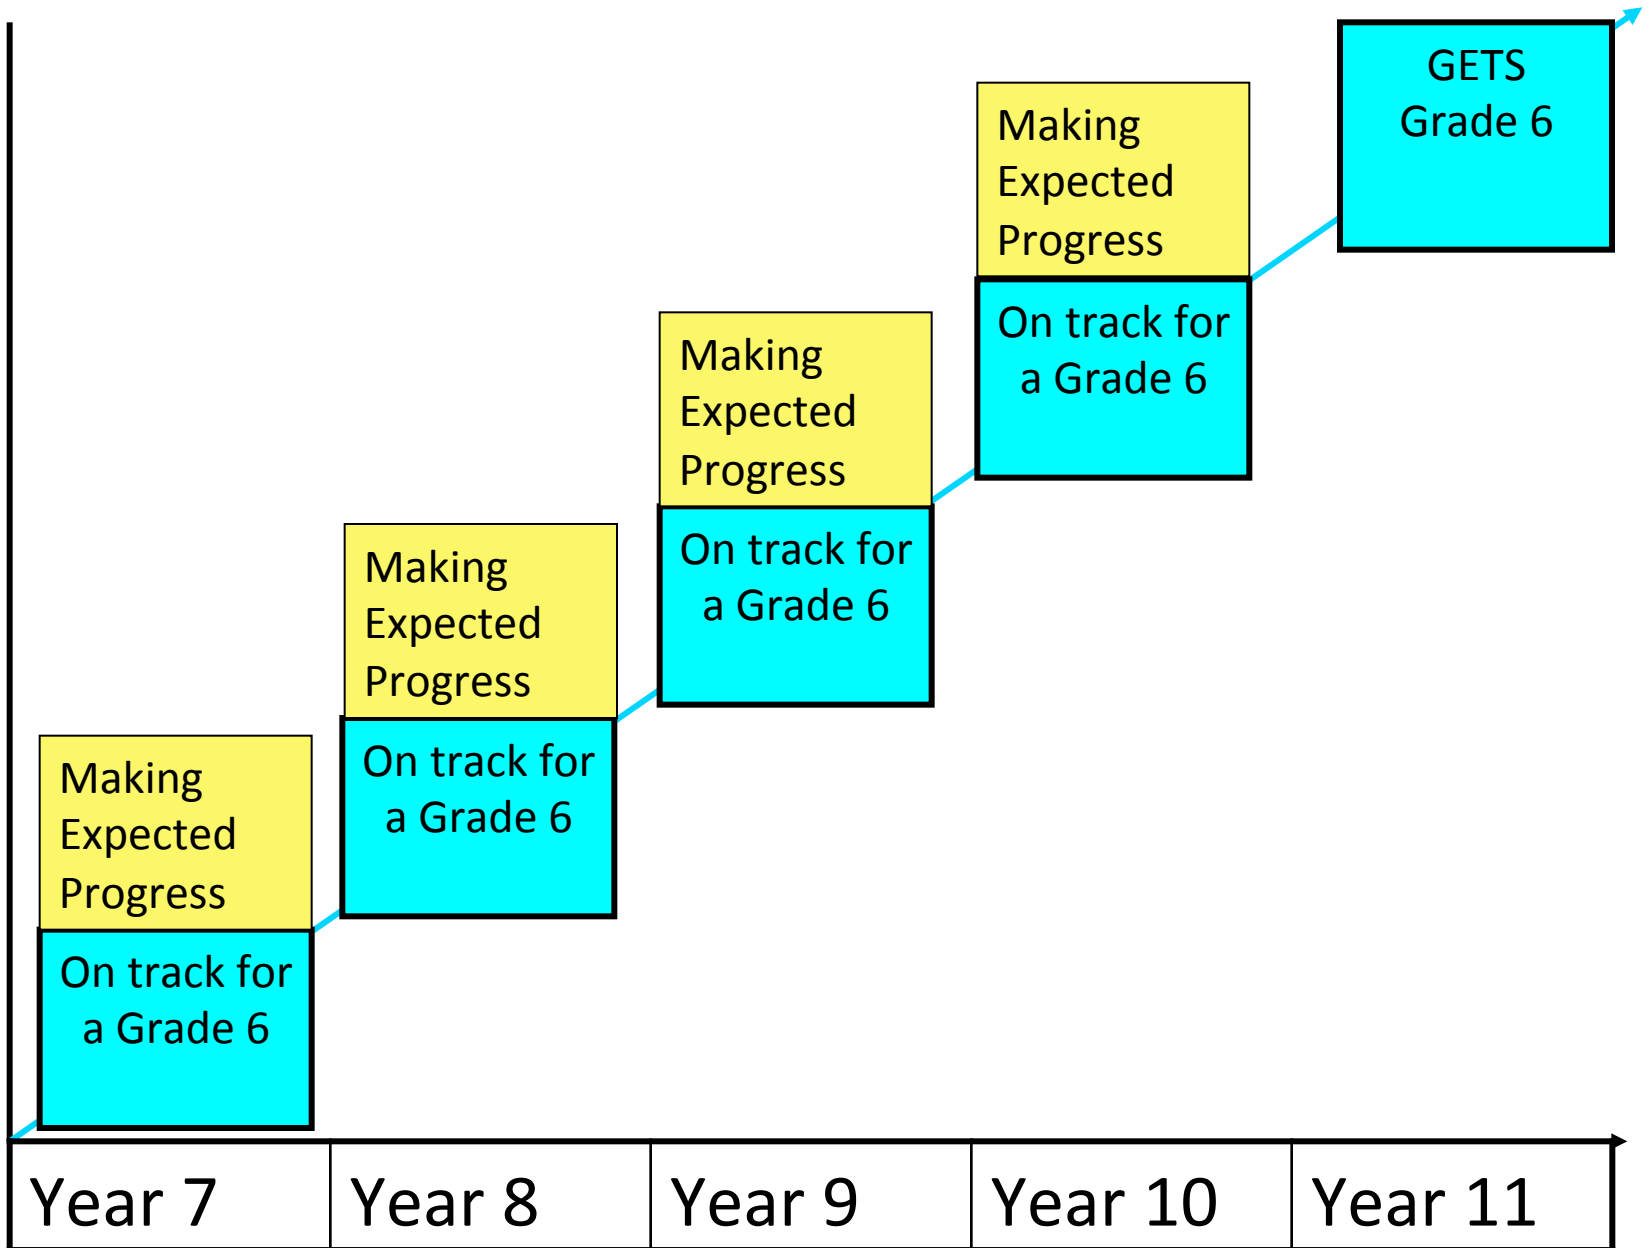 GETS
Grade 6
Making
Expected
Progress
On track for
a Grade 6
Making
Expected
Progress
On track for
a Grade 6
Making
Expected
Progress
On track for
a Grade 6
Making
Expected
Progress
On track for
a Grade 6
Year 7
Year 8
Year 9
Year 10
Year 11